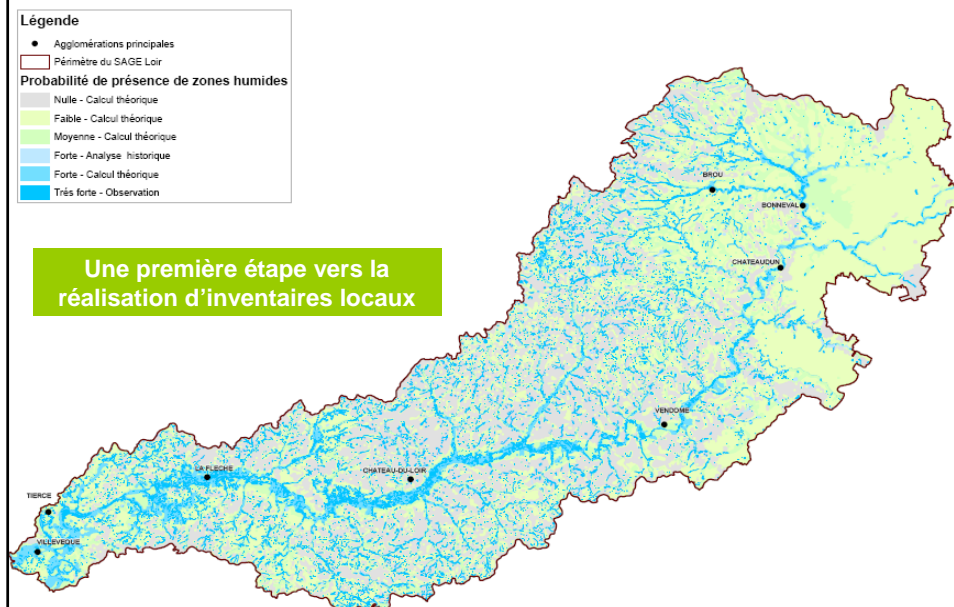 Légende
Agglomérations principales
Périmètre du SAGE Loir
Probabilité de présence de zones humides
Nulle - Calcul théorique
Faible - Calcul théorique
Moyenne - Calcul théorique
Forte - Analyse historique
Forte - Calcul théorique
Trés forte - Observation
Une première étape vers la
réalisation d'inventaires locaux
BROU
BONNEVAL
CHATEAUDUN
VENDOME
LA FLECHE
CHATEAU-DU-LOIR
TIERCE
VILLEVEQUE